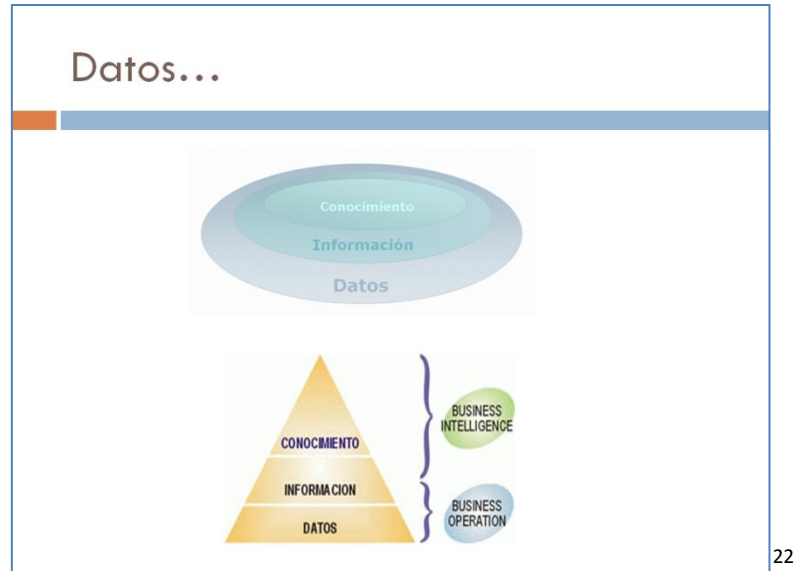 Datos...
Conocimiento
Información
Datos
CONOCIMIENTO
INFORMACION
DATOS
BUSINESS
INTELLIGENCE
BUSINESS
OPERATION
22